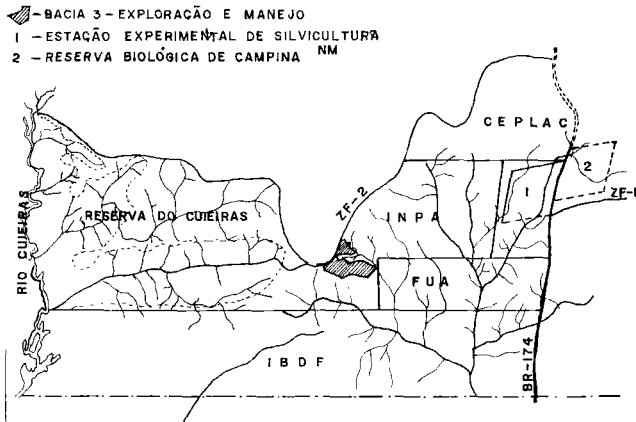 - BACIA 3 - EXPLORAÇÃO E MANEJO
1 - ESTAÇÃO EXPERIMENTAL DE SILVICULTURA
2 - RESERVA BIOLÓGICA DE CAMPINA NM
CEPLAC
2
ZF-2
1
ZF-1
RIO CUIEIRAS
RESERVA DO CUIEIRAS
INPA
FUA
IBDF
BR-174